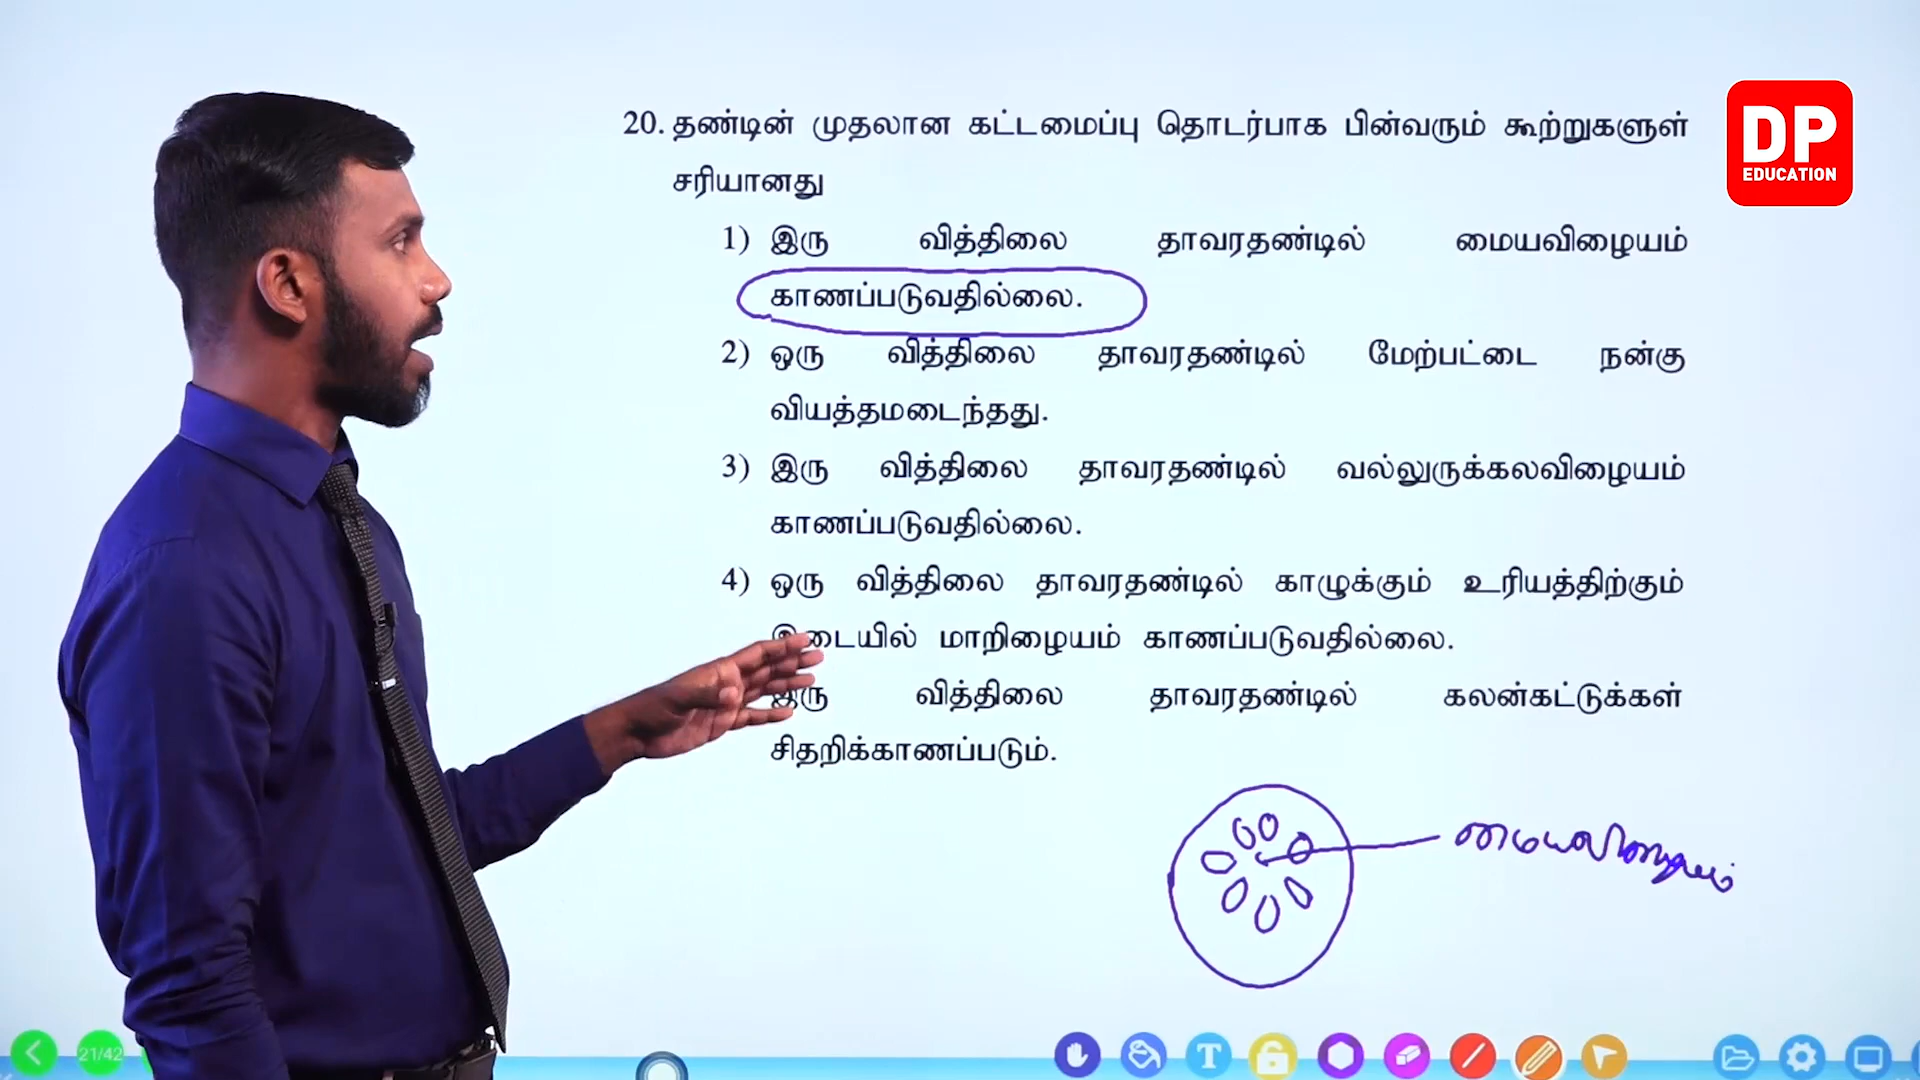 DP
EDUCATION
20. தண்டின் முதலான கட்டமைப்பு தொடர்பாக பின்வரும் கூற்றுகளுள்
சரியானது
1) இரு வித்திலை தாவரதண்டில் மையவிழையம்
காணப்படுவதில்லை.
2) ஒரு வித்திலை தாவரதண்டில் மேற்பட்டை நன்கு
வியத்தமடைந்தது.
3) இரு வித்திலை தாவரதண்டில் வல்லுருக்கலவிழையம்
காணப்படுவதில்லை.
4) ஒரு வித்திலை தாவரதண்டில் காழுக்கும் உரியத்திற்கும்
இடையில் மாறிழையம் காணப்படுவதில்லை.
இரு வித்திலை தாவரதண்டில் கலன்கட்டுக்கள்
சிதறிக்காணப்படும்.
மையவிழையம்
21/42
T